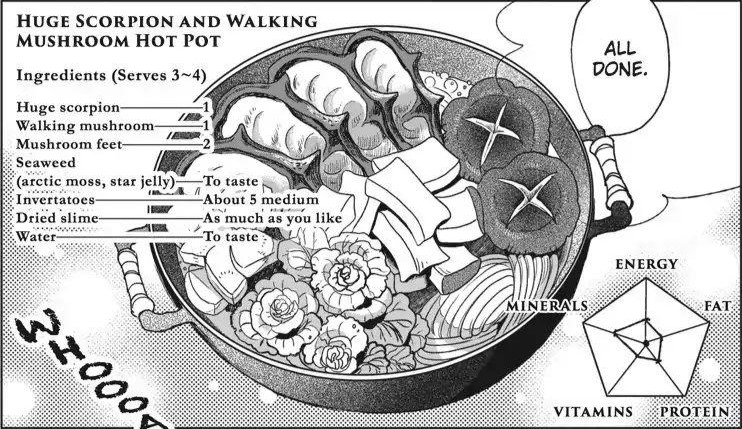 HUGE SCORPION AND WALKING
MUSHROOM HOT POT
Ingredients (Serves 3~4)
Huge scorpion 1
Walking mushroom 1
Mushroom feet 2
Seaweed
(arctic moss, star jelly) To taste
Invertatoes About 5 medium
Dried slime As much as you like
Water To taste
ALL
DONE.
WHOOOA
ENERGY
MINERALS FAT
VITAMINS PROTEIN